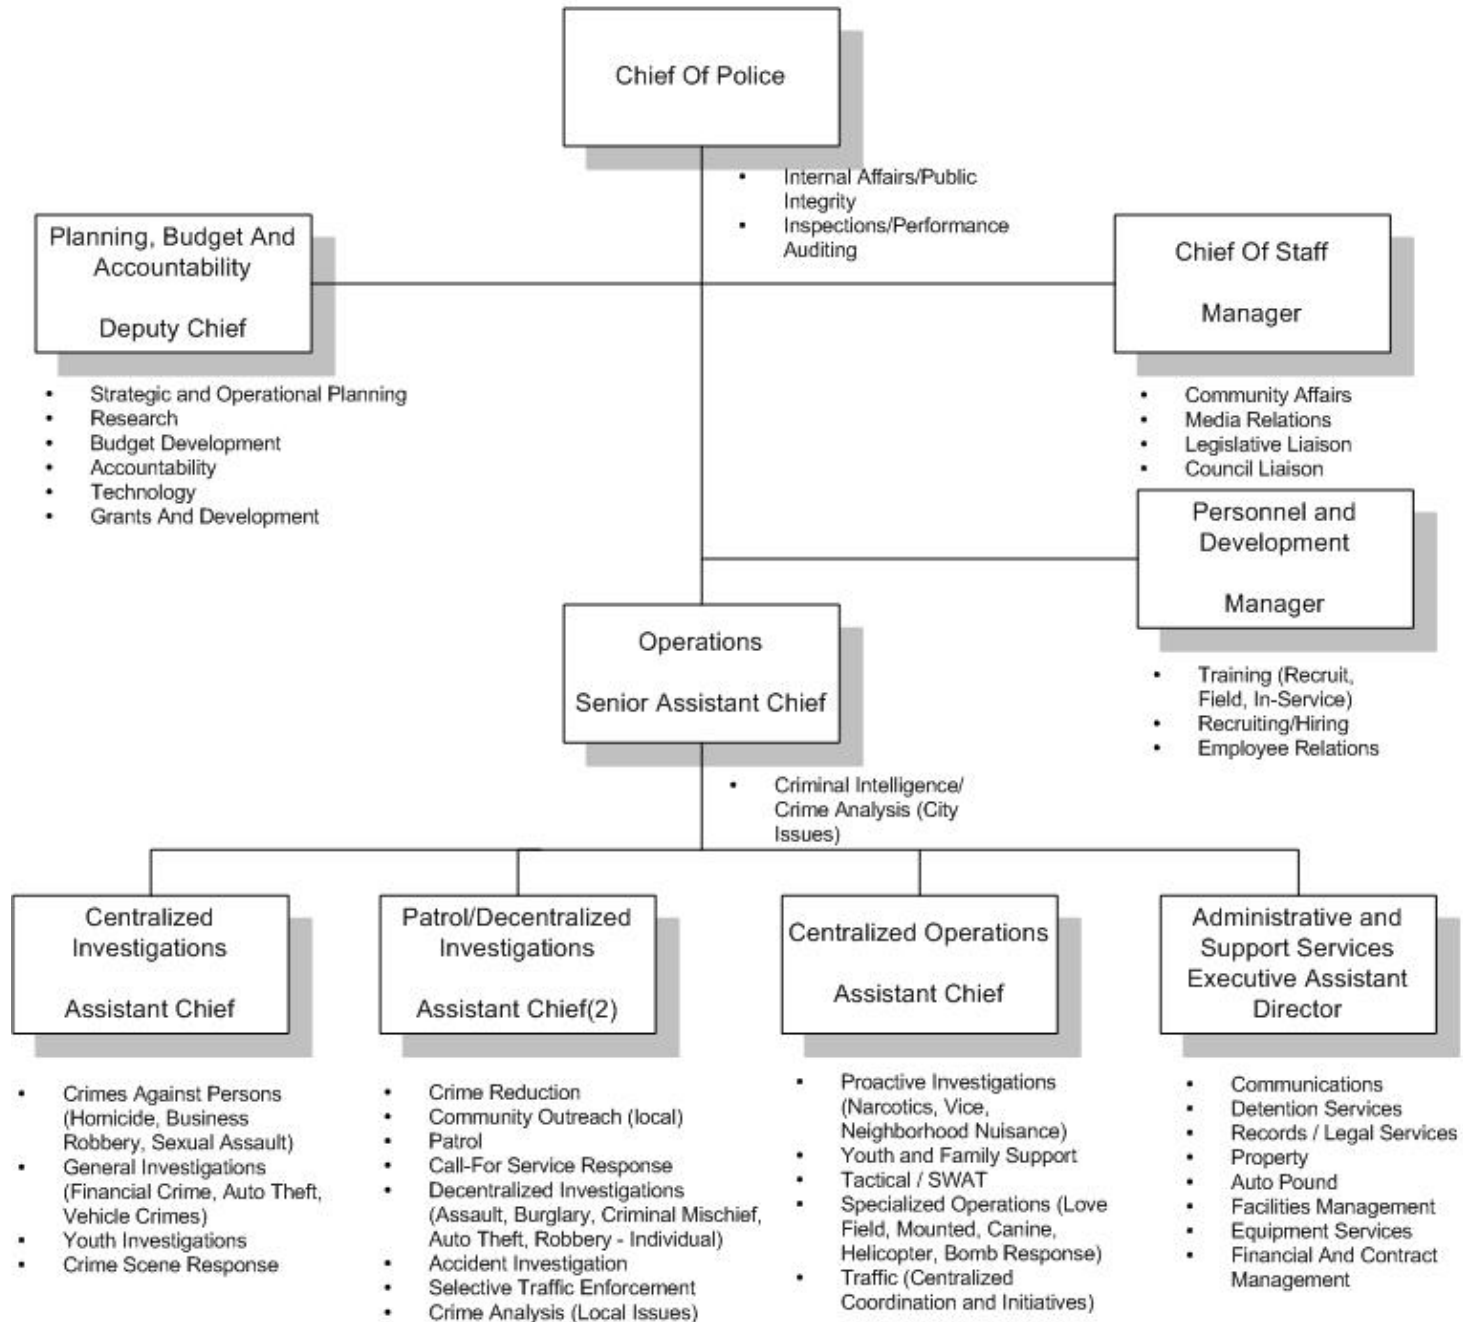 Chief Of Police
• Internal Affairs/Public
Integrity
• Inspections/Performance
Auditing
Planning, Budget And
Accountability
Deputy Chief
• Strategic and Operational Planning
• Research
• Budget Development
• Accountability
• Technology
• Grants And Development
Chief Of Staff
Manager
• Community Affairs
• Media Relations
• Legislative Liaison
• Council Liaison
Personnel and
Development
Manager
• Training (Recruit,
Field, In-Service)
• Recruiting/Hiring
• Employee Relations
Operations
Senior Assistant Chief
• Criminal Intelligence/
Crime Analysis (City
Issues)
Centralized
Investigations
Assistant Chief
• Crimes Against Persons
(Homicide, Business
Robbery, Sexual Assault)
• General Investigations
(Financial Crime, Auto Theft,
Vehicle Crimes)
• Youth Investigations
• Crime Scene Response
Patrol/Decentralized
Investigations
Assistant Chief(2)
• Crime Reduction
• Community Outreach (local)
• Patrol
• Call-For Service Response
• Decentralized Investigations
(Assault, Burglary, Criminal Mischief,
Auto Theft, Robbery - Individual)
• Accident Investigation
• Selective Traffic Enforcement
• Crime Analysis (Local Issues)
Centralized Operations
Assistant Chief
• Proactive Investigations
(Narcotics, Vice,
Neighborhood Nuisance)
• Youth and Family Support
• Tactical / SWAT
• Specialized Operations (Love
Field, Mounted, Canine,
Helicopter, Bomb Response)
• Traffic (Centralized
Coordination and Initiatives)
Administrative and
Support Services
Executive Assistant
Director
• Communications
• Detention Services
• Records / Legal Services
• Property
• Auto Pound
• Facilities Management
• Equipment Services
• Financial And Contract
Management